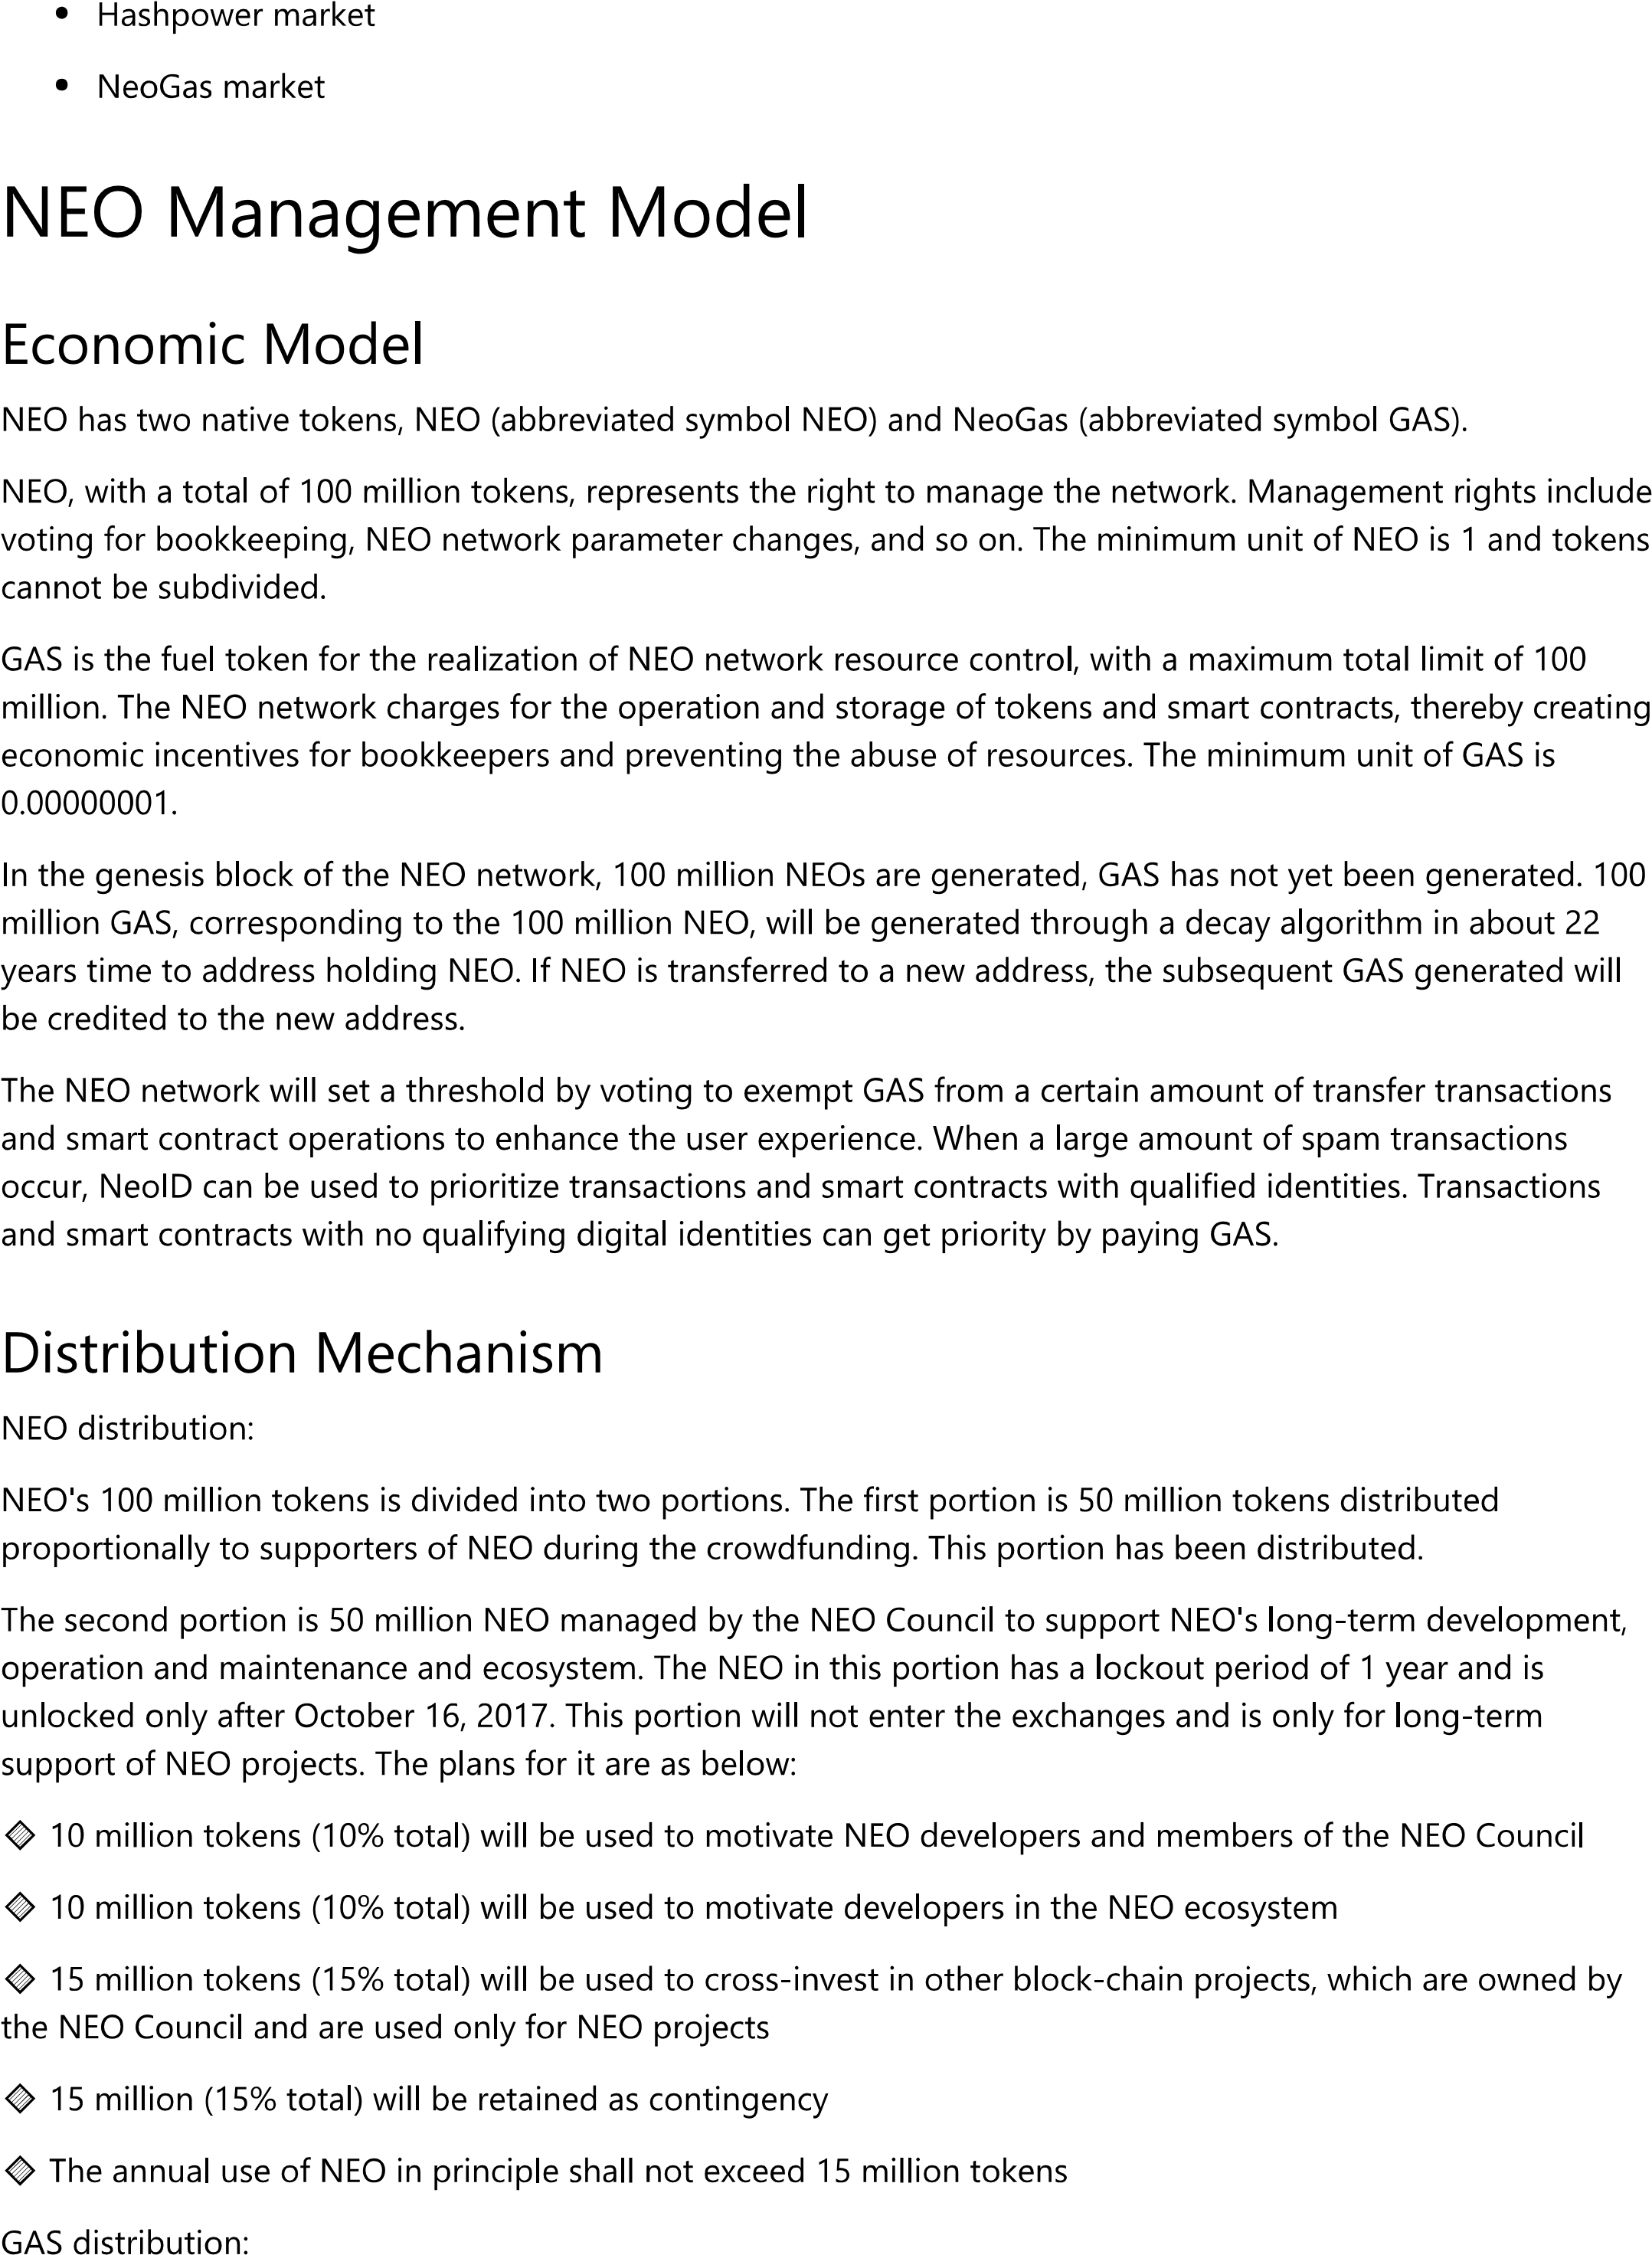 • Hashpower market
• NeoGas market
NEO Management Model
Economic Model
NEO has two native tokens, NEO (abbreviated symbol NEO) and NeoGas (abbreviated symbol GAS).
NEO, with a total of 100 million tokens, represents the right to manage the network. Management rights include
voting for bookkeeping, NEO network parameter changes, and so on. The minimum unit of NEO is 1 and tokens
cannot be subdivided.
GAS is the fuel token for the realization of NEO network resource control, with a maximum total limit of 100
million. The NEO network charges for the operation and storage of tokens and smart contracts, thereby creating
economic incentives for bookkeepers and preventing the abuse of resources. The minimum unit of GAS is
0.00000001.
In the genesis block of the NEO network, 100 million NEOs are generated, GAS has not yet been generated. 100
million GAS, corresponding to the 100 million NEO, will be generated through a decay algorithm in about 22
years time to address holding NEO. If NEO is transferred to a new address, the subsequent GAS generated will
be credited to the new address.
The NEO network will set a threshold by voting to exempt GAS from a certain amount of transfer transactions
and smart contract operations to enhance the user experience. When a large amount of spam transactions
occur, NeoID can be used to prioritize transactions and smart contracts with qualified identities. Transactions
and smart contracts with no qualifying digital identities can get priority by paying GAS.
Distribution Mechanism
NEO distribution:
NEO's 100 million tokens is divided into two portions. The first portion is 50 million tokens distributed
proportionally to supporters of NEO during the crowdfunding. This portion has been distributed.
The second portion is 50 million NEO managed by the NEO Council to support NEO's long-term development,
operation and maintenance and ecosystem. The NEO in this portion has a lockout period of 1 year and is
unlocked only after October 16, 2017. This portion will not enter the exchanges and is only for long-term
support of NEO projects. The plans for it are as below:
10 million tokens (10% total) will be used to motivate NEO developers and members of the NEO Council
10 million tokens (10% total) will be used to motivate developers in the NEO ecosystem
15 million tokens (15% total) will be used to cross-invest in other block-chain projects, which are owned by
the NEO Council and are used only for NEO projects
15 million (15% total) will be retained as contingency
The annual use of NEO in principle shall not exceed 15 million tokens
GAS distribution: